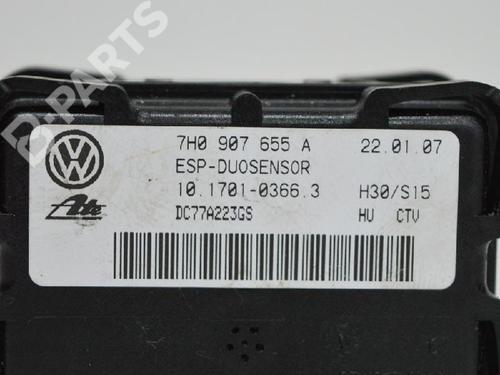 B-PARTS
7H0 907 655 A 22.01.07
ESP-DUOSENSOR
10.1701-0366.3 H30/S15
DC77A223GS HU CTV
VW
Ate